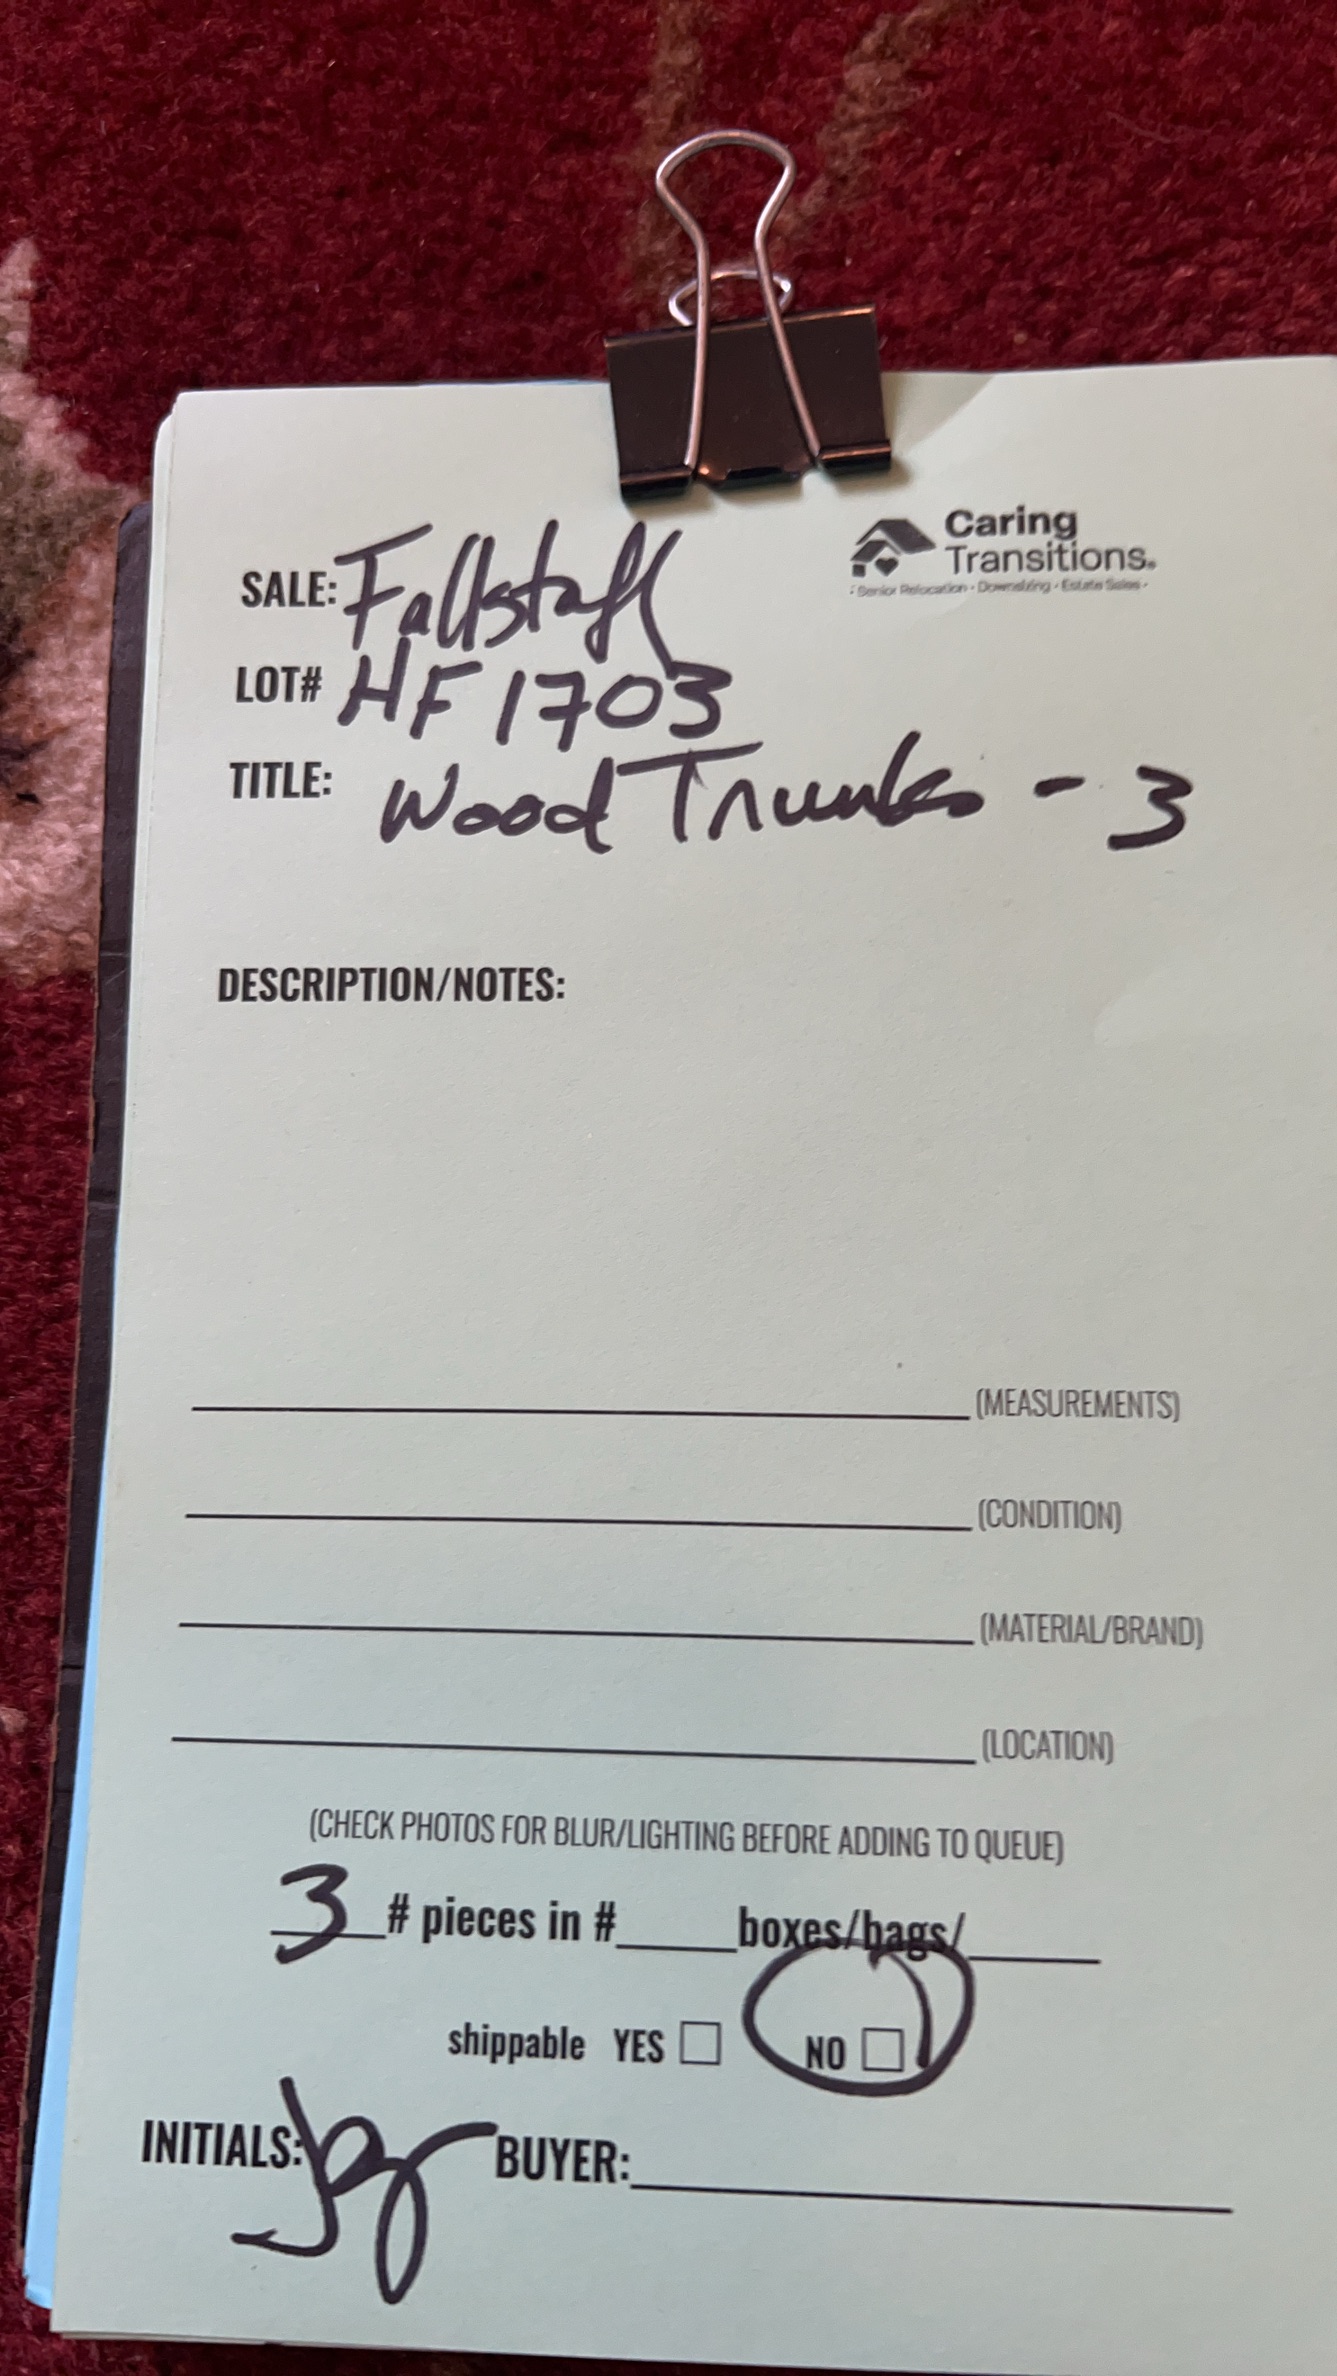 Caring
Transitions.
· Senior Relocation · Downsizing · Estate Sales ·
SALE: Fallstaff
LOT# HF 1703
TITLE: Wood Trunks - 3
DESCRIPTION/NOTES:
(MEASUREMENTS)
(CONDITION)
(MATERIAL/BRAND)
(LOCATION)
(CHECK PHOTOS FOR BLUR/LIGHTING BEFORE ADDING TO QUEUE)
3 # pieces in #____ boxes/bags/____
shippable YES ☐ NO ☐
INITIALS: BUYER: